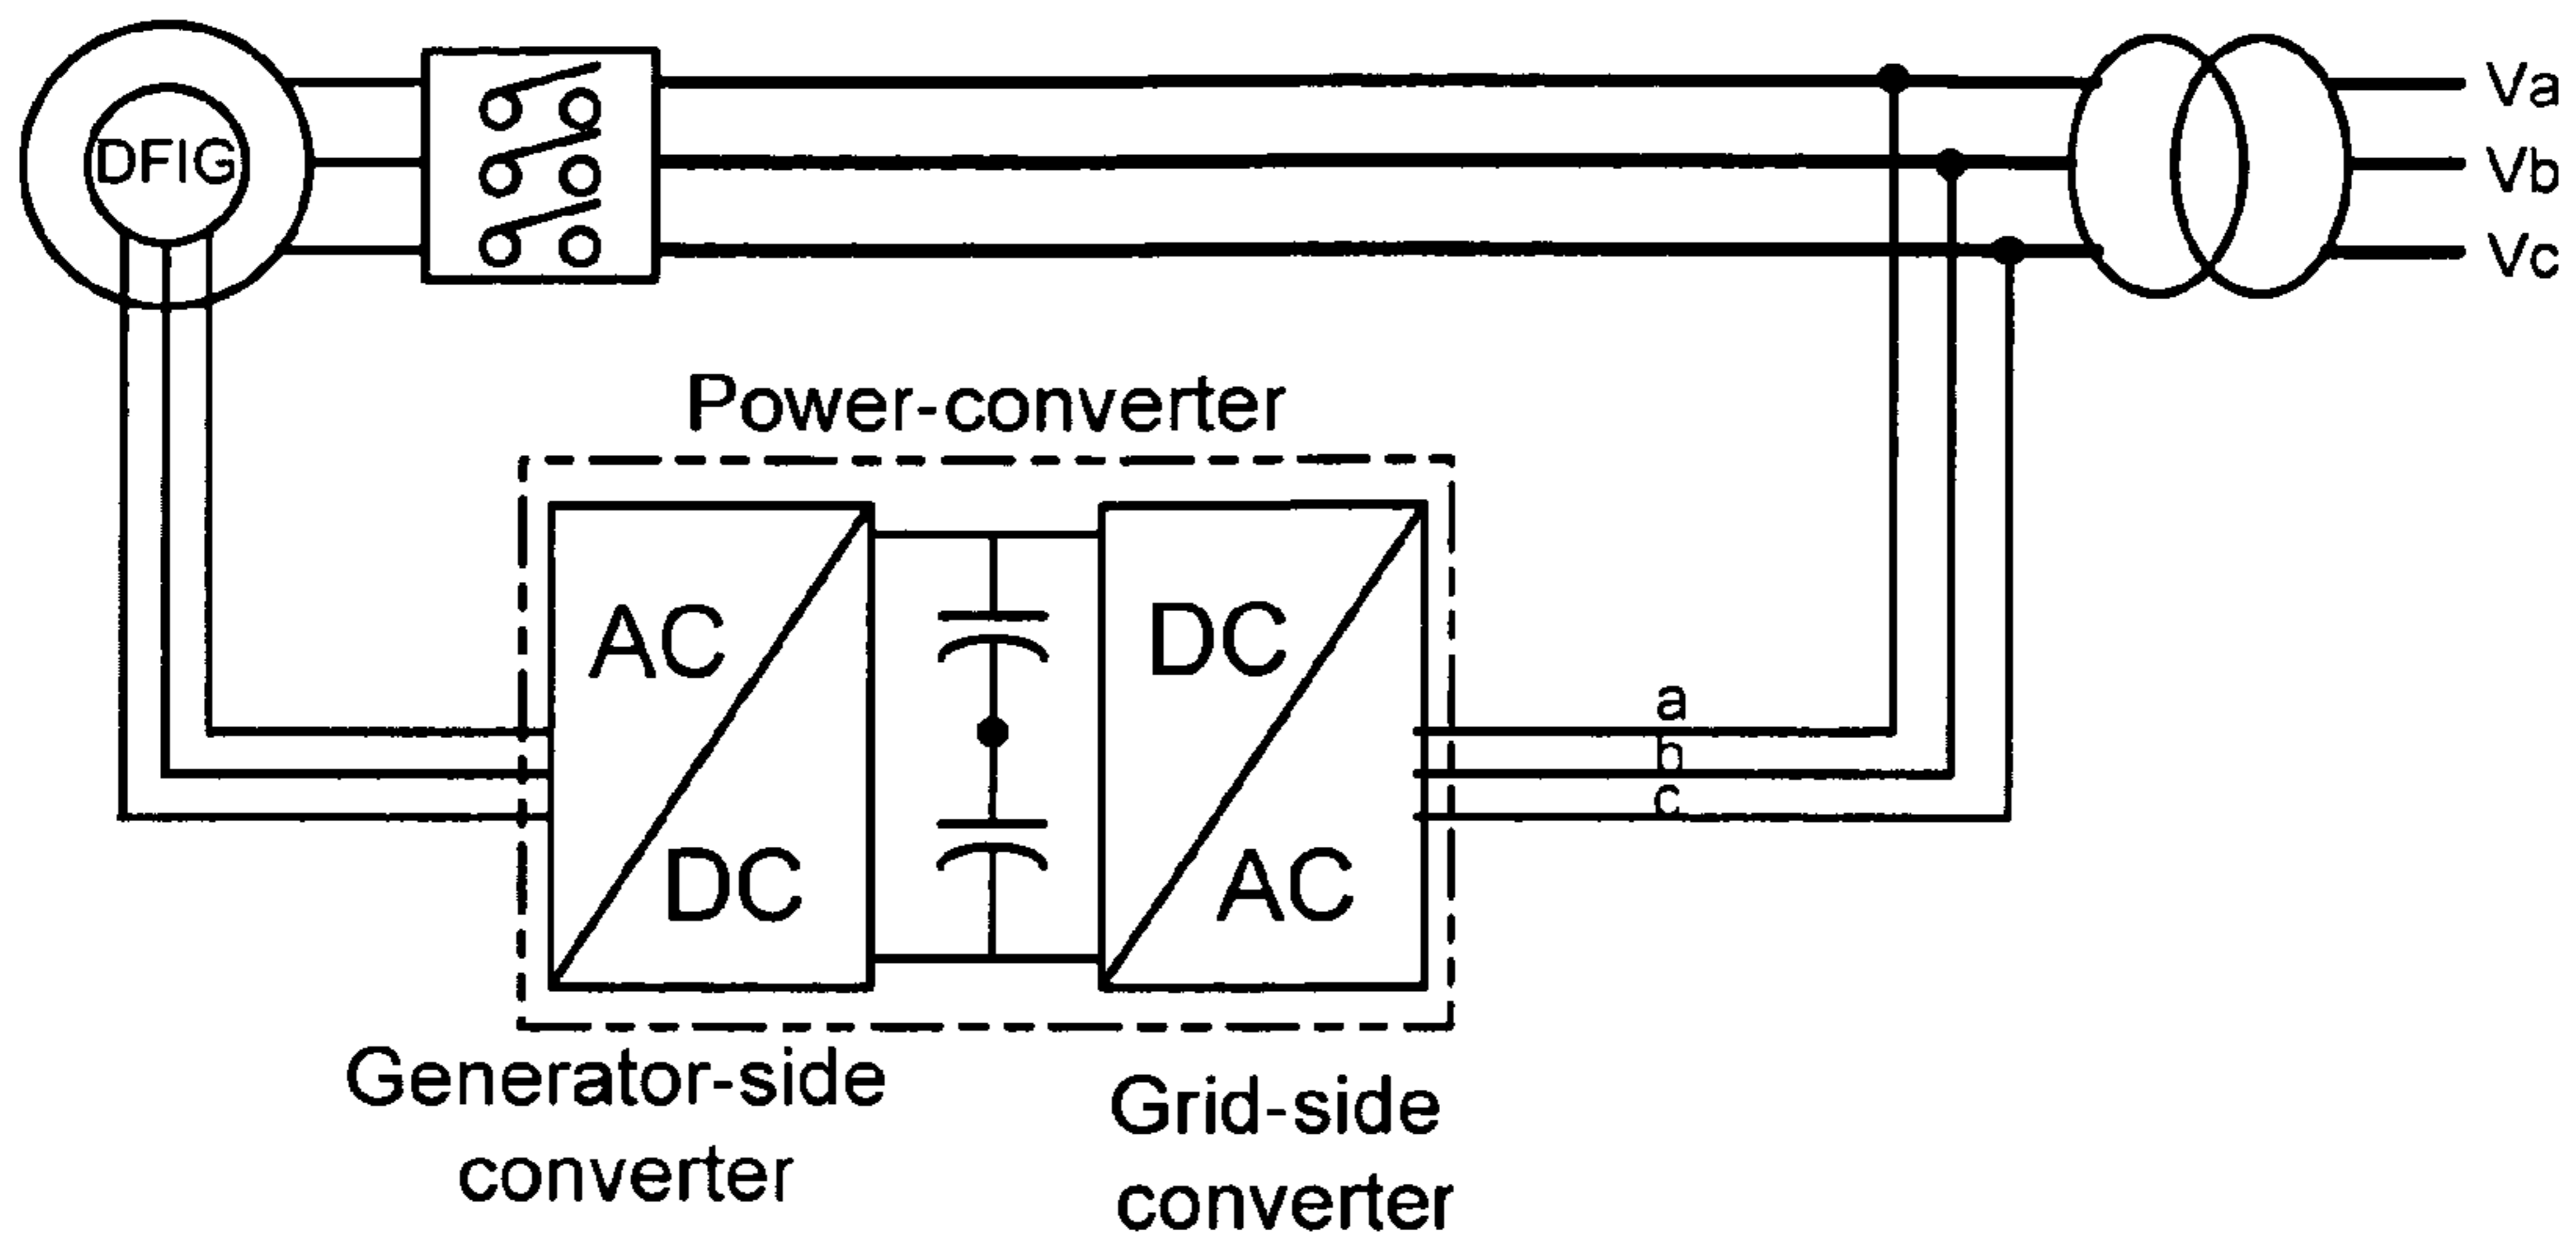 Va
DFIG
Vb
Vc
Power-converter
AC
DC
DC
AC
a
b
c
Generator-side
converter
Grid-side
converter